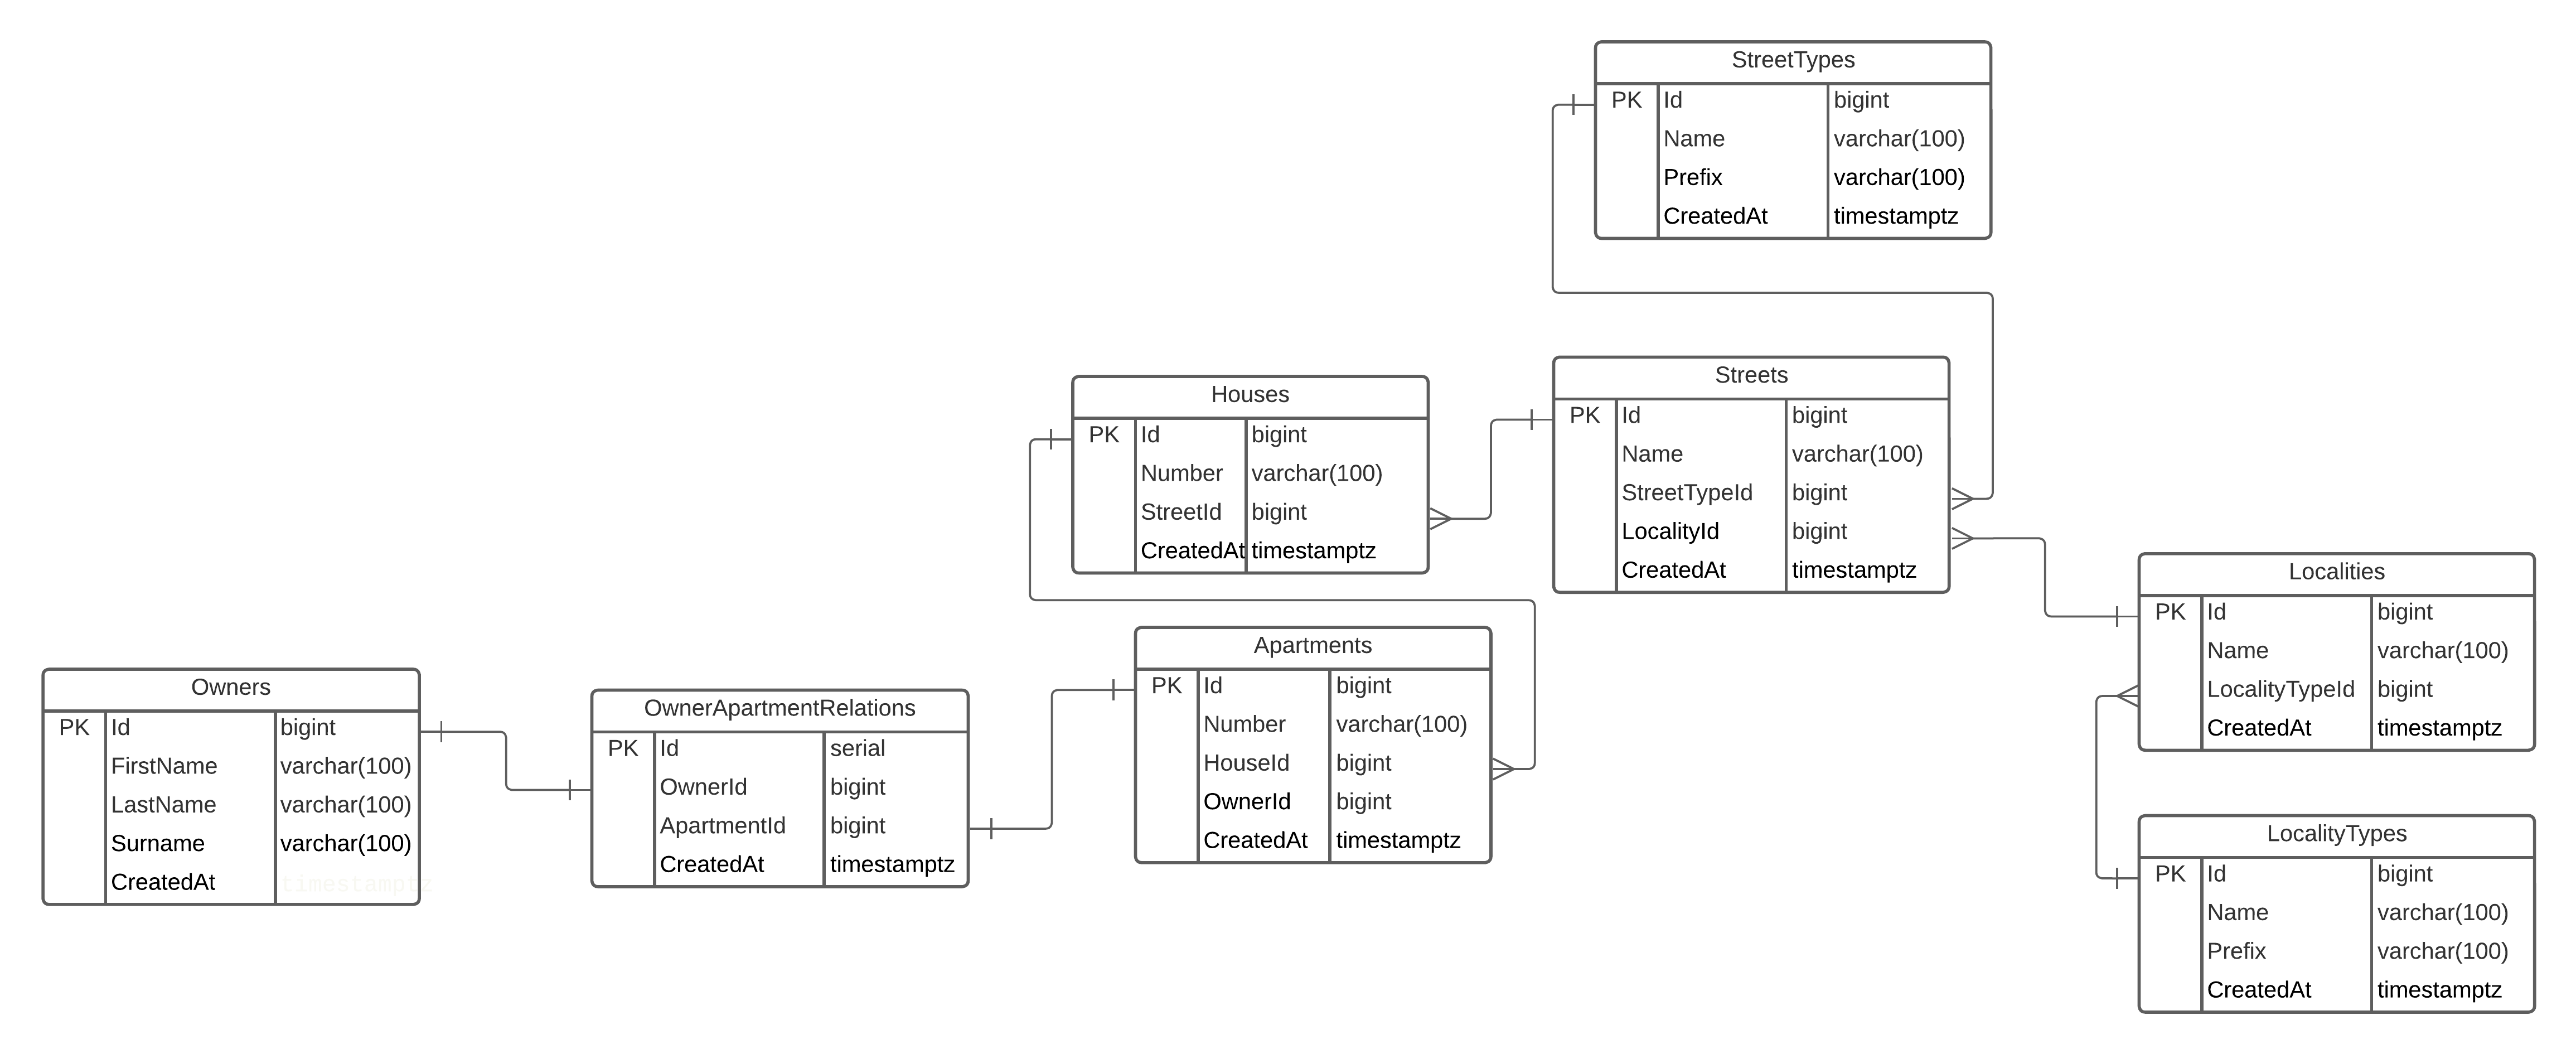 StreetTypes
PK Id bigint
Name varchar(100)
Prefix varchar(100)
CreatedAt timestamptz
Houses
PK Id bigint
Number varchar(100)
StreetId bigint
CreatedAt timestamptz
Streets
PK Id bigint
Name varchar(100)
StreetTypeId bigint
LocalityId bigint
CreatedAt timestamptz
Localities
PK Id bigint
Name varchar(100)
LocalityTypeId bigint
CreatedAt timestamptz
Owners
PK Id bigint
FirstName varchar(100)
LastName varchar(100)
Surname varchar(100)
CreatedAt timestamptz
OwnerApartmentRelations
PK Id serial
OwnerId bigint
ApartmentId bigint
CreatedAt timestamptz
Apartments
PK Id bigint
Number varchar(100)
HouseId bigint
OwnerId bigint
CreatedAt timestamptz
LocalityTypes
PK Id bigint
Name varchar(100)
Prefix varchar(100)
CreatedAt timestamptz